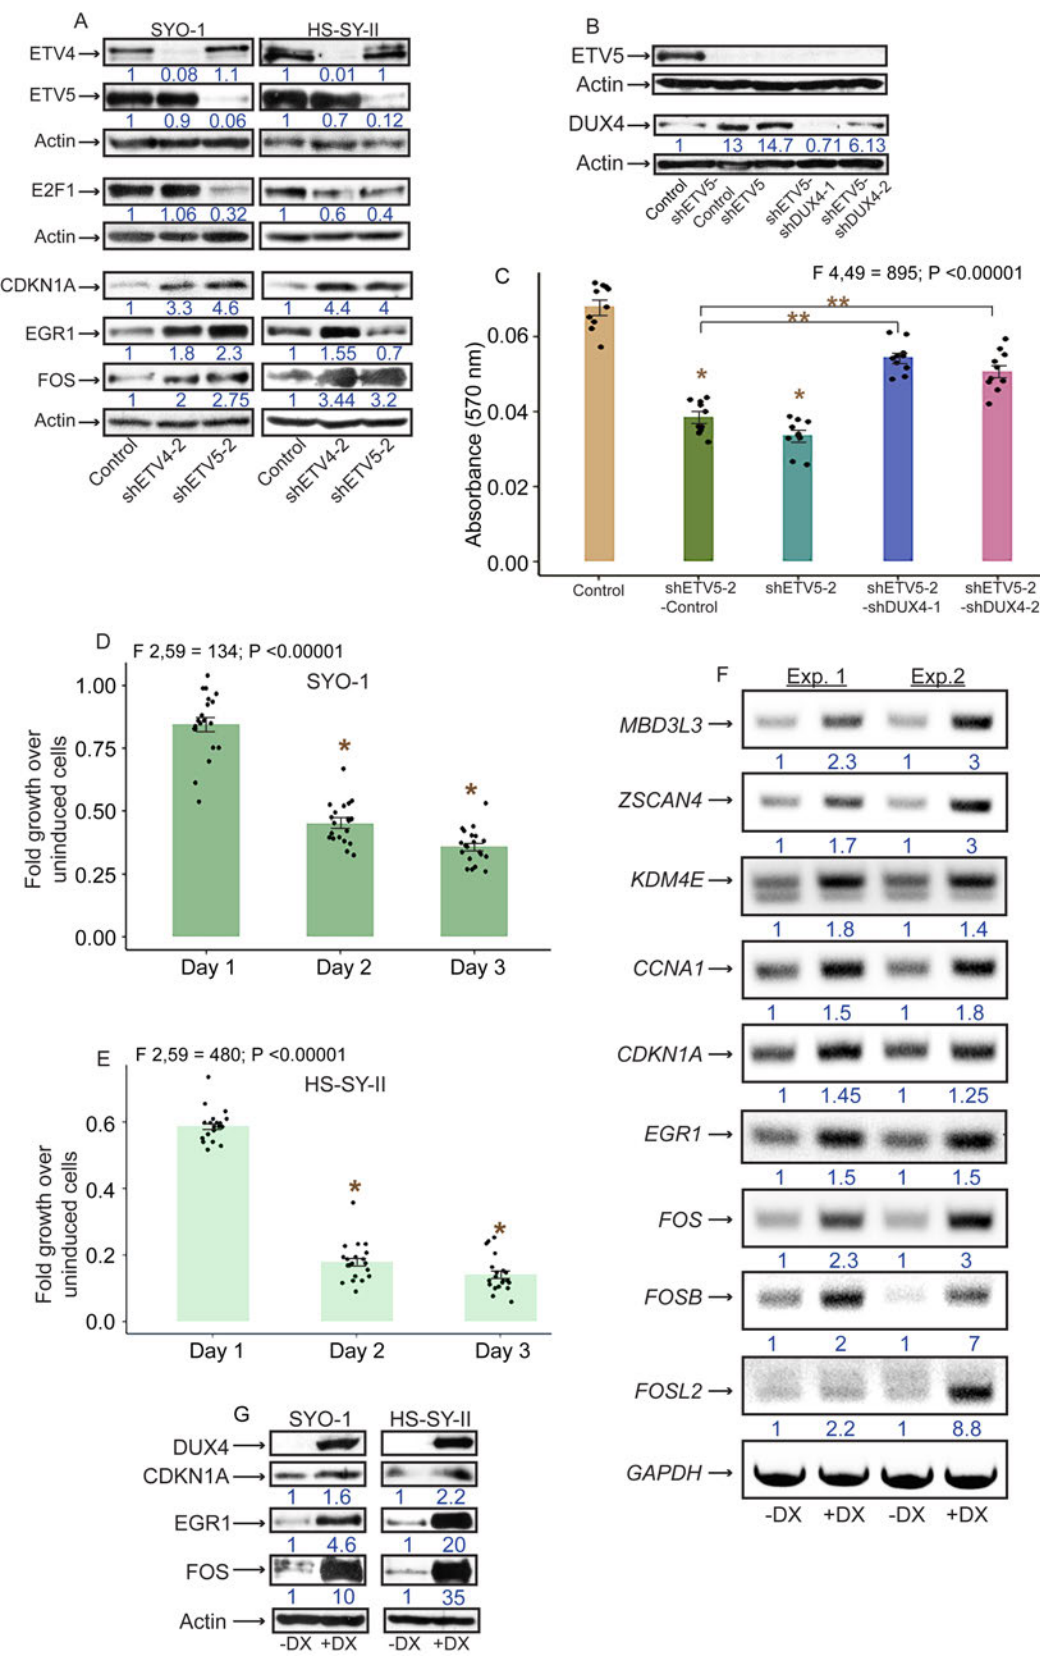 A
SYO-1 HS-SY-II
ETV4
1 0.08 1.1 1 0.01 1
ETV5
1 0.9 0.06 1 0.7 0.12
Actin
E2F1
1 1.06 0.32 1 0.6 0.4
Actin
CDKN1A
1 3.3 4.6 1 4.4 4
EGR1
1 1.8 2.3 1 1.55 0.7
FOS
1 2 2.75 1 3.44 3.2
Actin
Control shETV4-2 shETV5-2 Control shETV4-2 shETV5-2
B
ETV5
Actin
DUX4
1 13 14.7 0.71 6.13
Actin
Control
shETV5-
Control
shETV5
shETV5-
shDUX4-1
shETV5-
shDUX4-2
C
F 4,49 = 895; P <0.00001
**
**
* *
Absorbance (570 nm)
0.06
0.04
0.02
0.00
Control shETV5-2 shETV5-2 shETV5-2 shETV5-2
-Control -shDUX4-1 -shDUX4-2
D
F 2,59 = 134; P <0.00001
SYO-1
Fold growth over
uninduced cells
1.00
0.75
0.50
0.25
0.00
* *
Day 1 Day 2 Day 3
E
F 2,59 = 480; P <0.00001
HS-SY-II
Fold growth over
uninduced cells
0.6
0.4
0.2
0.0
* *
Day 1 Day 2 Day 3
F
Exp. 1 Exp.2
MBD3L3
1 2.3 1 3
ZSCAN4
1 1.7 1 3
KDM4E
1 1.8 1 1.4
CCNA1
1 1.5 1 1.8
CDKN1A
1 1.45 1 1.25
EGR1
1 1.5 1 1.5
FOS
1 2.3 1 3
FOSB
1 2 1 7
FOSL2
1 2.2 1 8.8
GAPDH
-DX +DX -DX +DX
G
SYO-1 HS-SY-II
DUX4
CDKN1A
1 1.6 1 2.2
EGR1
1 4.6 1 20
FOS
1 10 1 35
Actin
-DX +DX -DX +DX